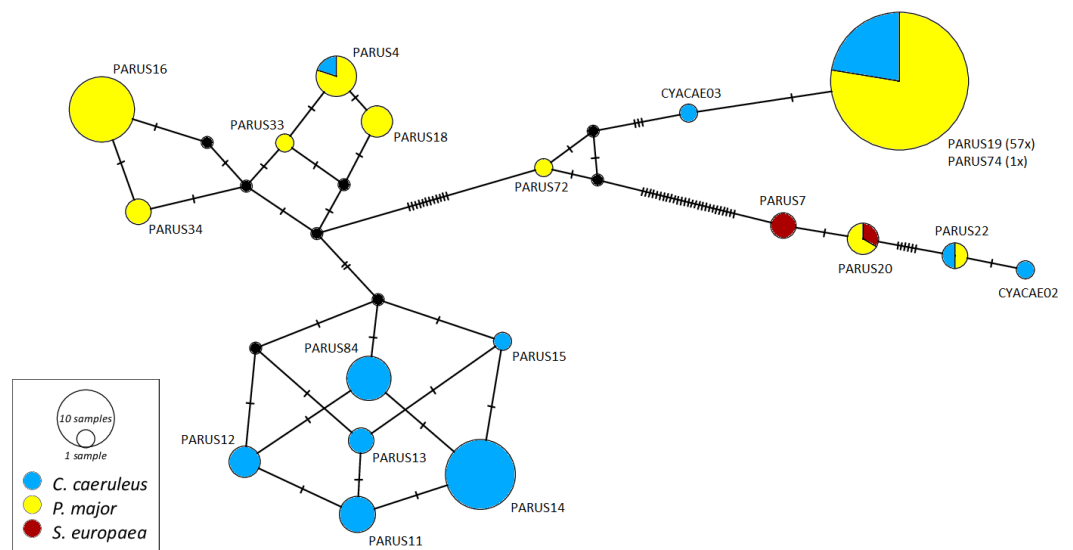 PARUS4
PARUS16
CYACAE03
PARUS33
PARUS18
PARUS19 (57x)
PARUS74 (1x)
PARUS72
PARUS7
PARUS34
PARUS22
PARUS20
CYACAE02
PARUS84
PARUS15
PARUS12
PARUS13
PARUS14
PARUS11
10 samples
1 sample
C. caeruleus
P. major
S. europaea